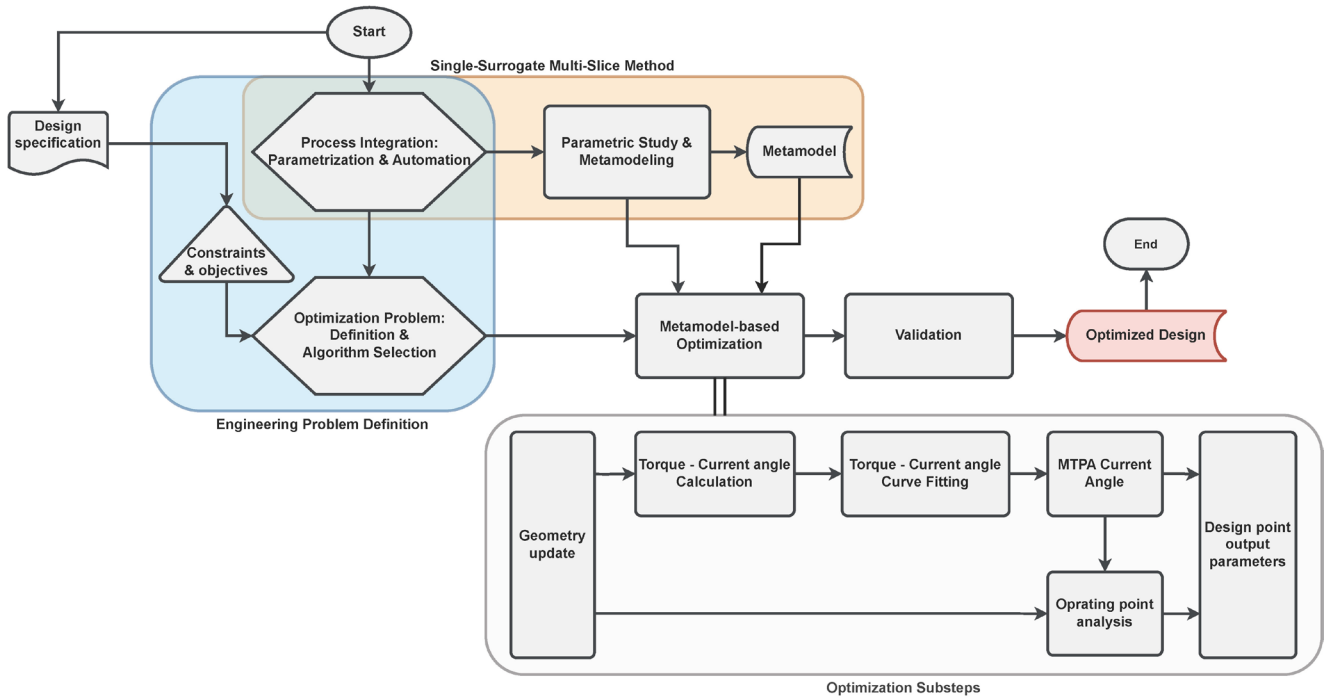 Start
Single-Surrogate Multi-Slice Method
Design
specification
Process Integration:
Parametrization & Automation
Parametric Study &
Metamodeling
Metamodel
Constraints
& objectives
End
Optimization Problem:
Definition &
Algorithm Selection
Metamodel-based
Optimization
Validation
Optimized Design
Engineering Problem Definition
Geometry
update
Torque - Current angle
Calculation
Torque - Current angle
Curve Fitting
MTPA Current
Angle
Design point
output
parameters
Oprating point
analysis
Optimization Substeps